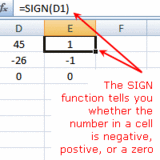 =SIGN(D1)
D E
45 1
-26 -1
0 0
The SIGN
function tells you
whether the
number in a cell
is negative,
postive, or a zero